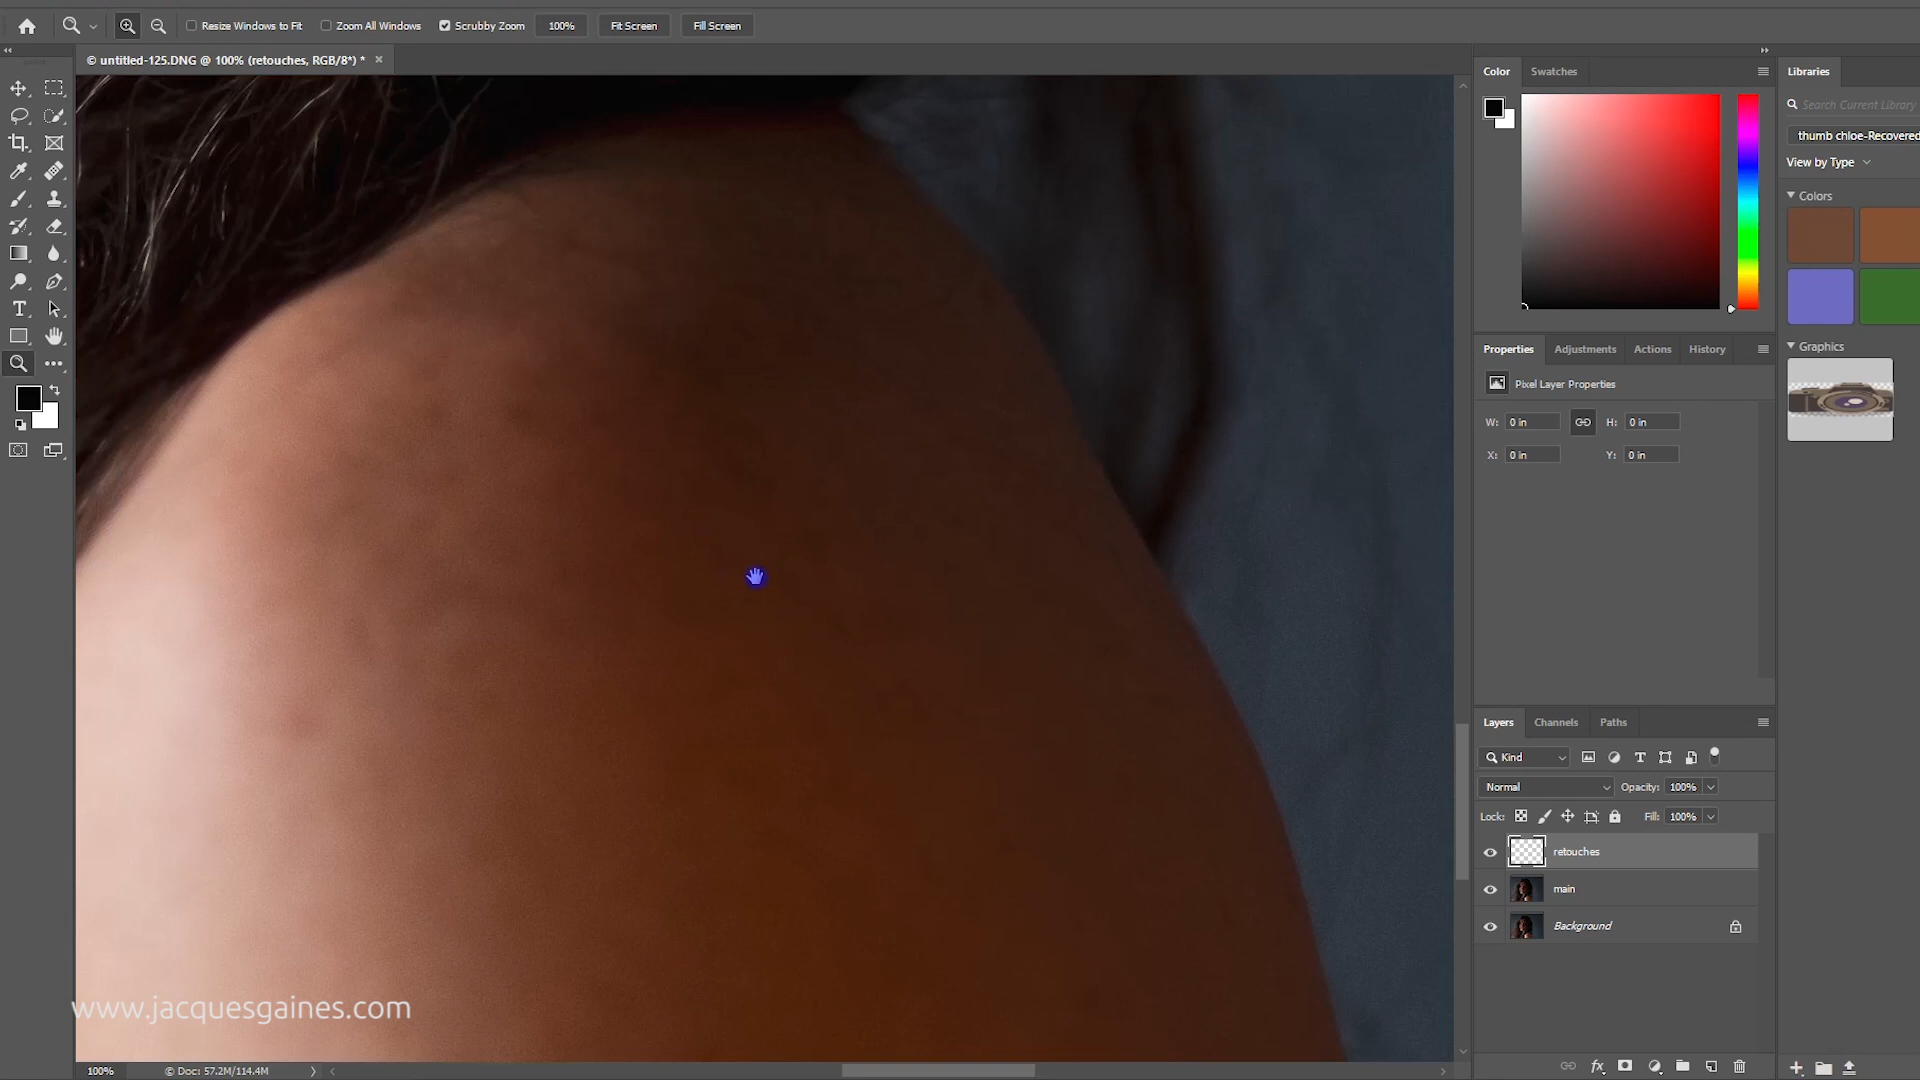 Resize Windows to Fit
Zoom All Windows
Scrubby Zoom
100%
Fit Screen
Fill Screen
© untitled-125.DNG @ 100% (retouches, RGB/8*) *
Color
Swatches
Libraries
Search Current Library
thumb chloe-Recovered
View by Type
Colors
Graphics
Properties
Adjustments
Actions
History
Pixel Layer Properties
W: 0 in
H: 0 in
X: 0 in
Y: 0 in
Layers
Channels
Paths
Kind
Normal
Opacity: 100%
Lock:
Fill: 100%
retouches
main
Background
fx
www.jacquesgaines.com
100%
© Doc: 57.2M/114.4M